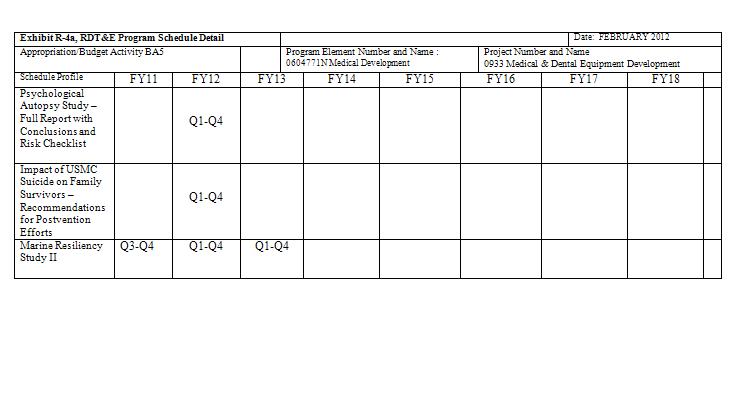 Exhibit R-4a, RDT&E Program Schedule Detail
Date: FEBRUARY 2012
Appropriation/Budget Activity BA5
Program Element Number and Name :
0604771N Medical Development
Project Number and Name
0933 Medical & Dental Equipment Development
Schedule Profile FY11 FY12 FY13 FY14 FY15 FY16 FY17 FY18
Psychological
Autopsy Study –
Full Report with
Conclusions and
Risk Checklist
Q1-Q4
Impact of USMC
Suicide on Family
Survivors –
Recommendations
for Postvention
Efforts
Q1-Q4
Marine Resiliency
Study II
Q3-Q4 Q1-Q4 Q1-Q4